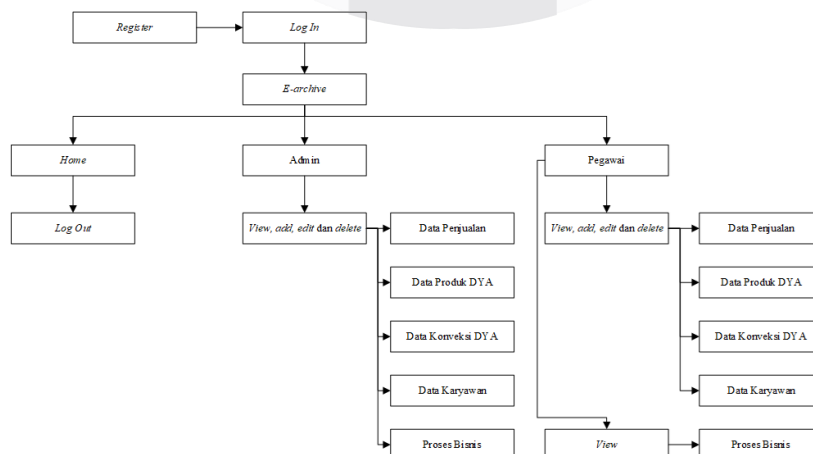 Register
Log In
E-archive
Home
Admin
Pegawai
Log Out
View, add, edit dan delete
Data Penjualan
View, add, edit dan delete
Data Penjualan
Data Produk DYA
Data Produk DYA
Data Konveksi DYA
Data Konveksi DYA
Data Karyawan
Data Karyawan
Proses Bisnis
View
Proses Bisnis